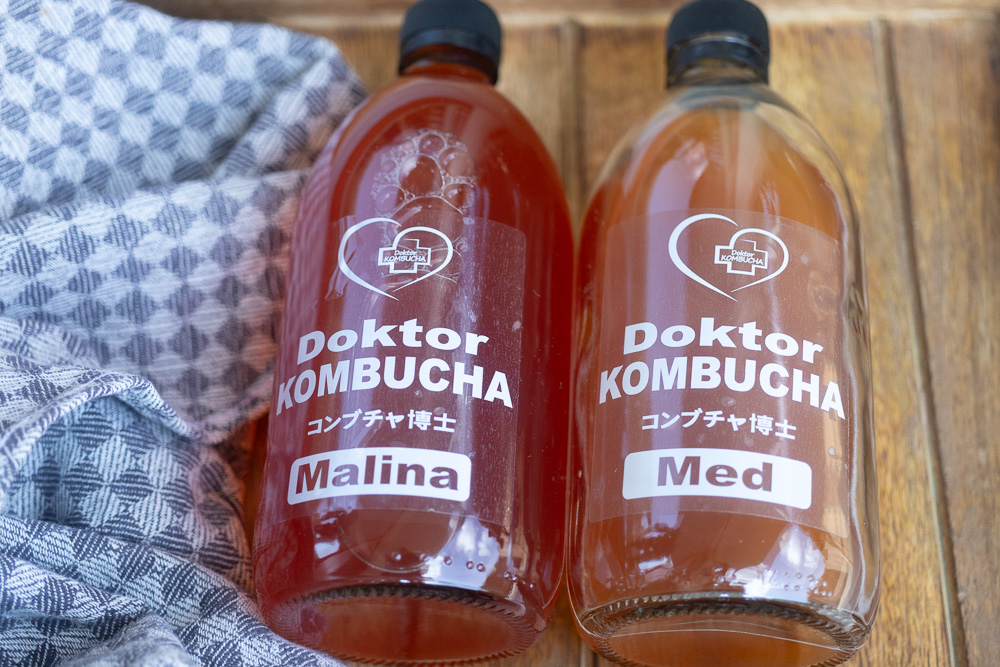 Doktor
KOMBUCHA
Doktor
KOMBUCHA
コンブチャ博士
Malina
Doktor
KOMBUCHA
Doktor
KOMBUCHA
コンブチャ博士
Med